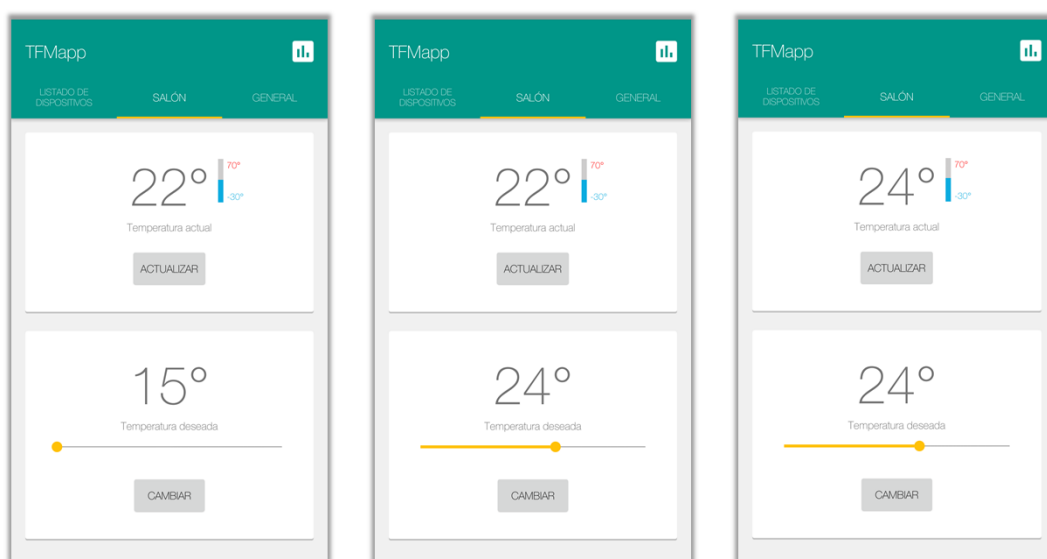 TFMapp
LISTADO DE
DISPOSITIVOS
SALÓN
GENERAL
22°
70°
-30°
Temperatura actual
ACTUALIZAR
15°
Temperatura deseada
CAMBIAR
TFMapp
LISTADO DE
DISPOSITIVOS
SALÓN
GENERAL
22°
70°
-30°
Temperatura actual
ACTUALIZAR
24°
Temperatura deseada
CAMBIAR
TFMapp
LISTADO DE
DISPOSITIVOS
SALÓN
GENERAL
24°
70°
-30°
Temperatura actual
ACTUALIZAR
24°
Temperatura deseada
CAMBIAR